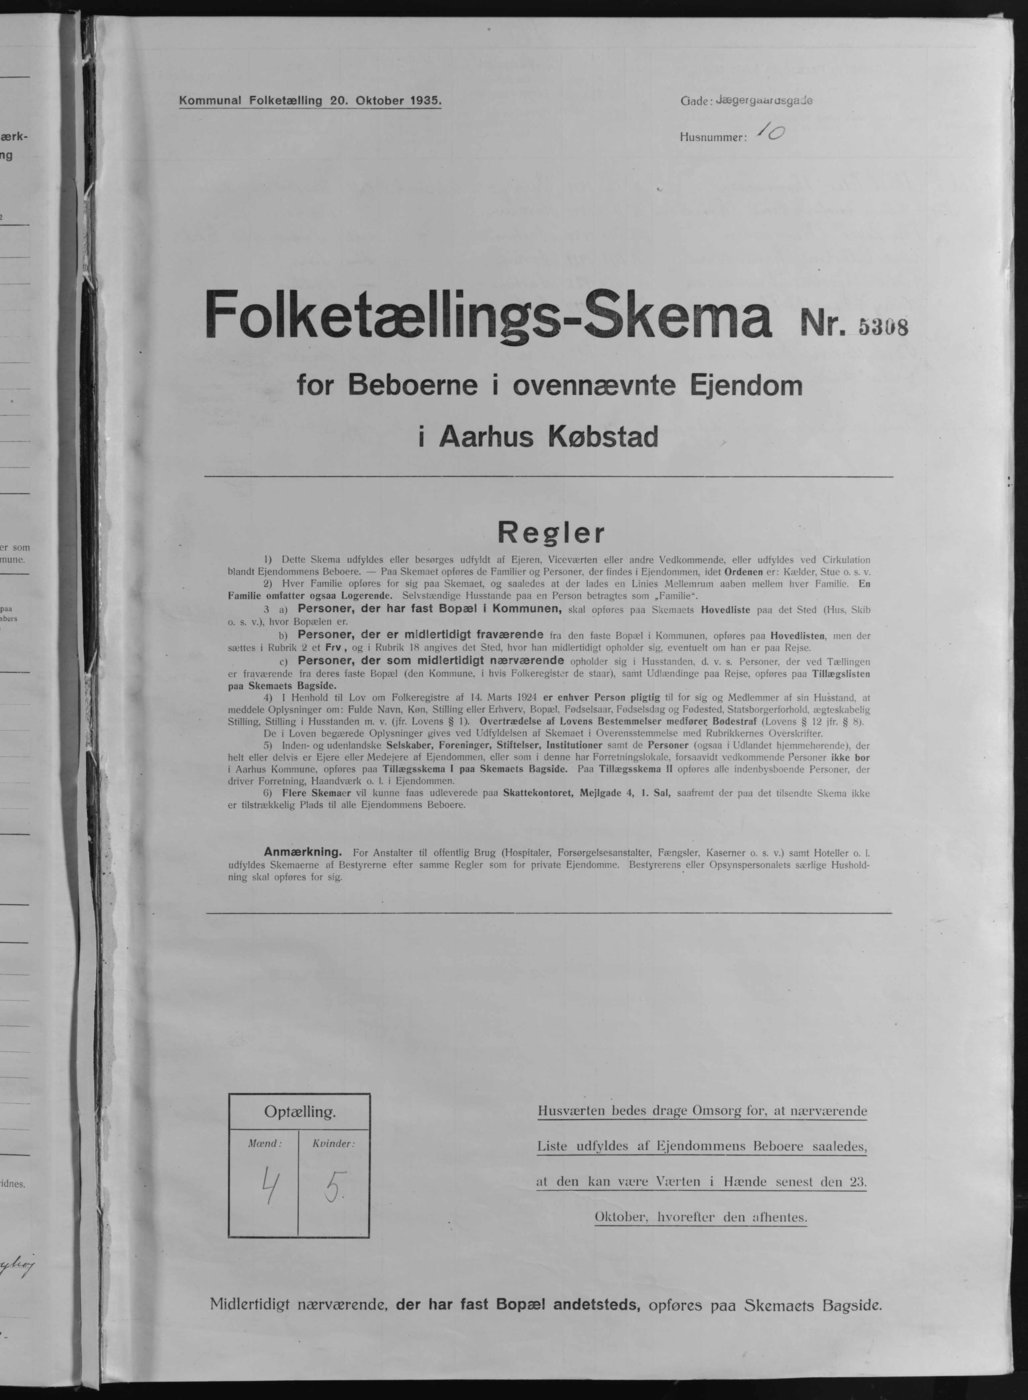 Kommunal Folketælling 20. Oktober 1935.
Gade: Jægergaardsgade
Husnummer: 10
Folketællings-Skema Nr. 5308
for Beboerne i ovennævnte Ejendom
i Aarhus Købstad
Regler
1) Dette Skema udfyldes eller besørges udfyldt af Ejeren, Viceværten eller andre Vedkommende, eller udfyldes ved Cirkulation
blandt Ejendommens Beboere. — Paa Skemaet opføres de Familier og Personer, der findes i Ejendommen, idet Ordenen er: Kælder, Stue o. s. v.
2) Hver Familie opføres for sig paa Skemaet, og saaledes at der lades en Linies Mellemrum aaben mellem hver Familie. En
Familie omfatter ogsaa Logerende. Selvstændige Husstande paa en Person betragtes som „Familie“.
3 a) Personer, der har fast Bopæl i Kommunen, skal opføres paa Skemaets Hovedliste paa det Sted (Hus, Skib
o. s. v.), hvor Bopælen er.
b) Personer, der er midlertidigt fraværende fra den faste Bopæl i Kommunen, opføres paa Hovedlisten, men der
sættes i Rubrik 2 et Frv., og i Rubrik 18 angives det Sted, hvor han midlertidigt opholder sig, eventuelt om han er paa Rejse.
c) Personer, der som midlertidigt nærværende opholder sig i Husstanden, d. v. s. Personer, der ved Tællingen
er fraværende fra deres faste Bopæl (den Kommune, i hvis Folkeregister de staar), samt Udlændinge paa Rejse, opføres paa Tillægslisten
paa Skemaets Bagside.
4) I Henhold til Lov om Folkeregistre af 14. Marts 1924 er enhver Person pligtig til for sig og Medlemmer af sin Husstand, at
meddele Oplysninger om: Fulde Navn, Køn, Stilling eller Erhverv, Bopæl, Fødselsaar, Fødselsdag og Fødested, Statsborgerforhold, ægteskabelig
Stilling, Stilling i Husstanden m. v. (jfr. Lovens § 1). Overtrædelse af Lovens Bestemmelser medfører Bødestraf (Lovens § 12 jfr. § 8).
De i Loven begærede Oplysninger gives ved Udfyldelsen af Skemaet i Overensstemmelse med Rubrikkernes Overskrifter.
5) Inden- og udenlandske Selskaber, Foreninger, Stiftelser, Institutioner samt de Personer (ogsaa i Udlandet hjemmehørende), der
helt eller delvis er Ejere eller Medejere af Ejendommen, eller som i denne har Forretningslokale, forsaavidt vedkommende Personer ikke bor
i Aarhus Kommune, opføres paa Tillægsskema I paa Skemaets Bagside. Paa Tillægsskema II opføres alle indenbysboende Personer, der
driver Forretning, Haandværk o. l. i Ejendommen.
6) Flere Skemaer vil kunne faas udleverede paa Skattekontoret, Mejlgade 4, 1. Sal, saafremt der paa det tilsendte Skema ikke
er tilstrækkelig Plads til alle Ejendommens Beboere.
Anmærkning. For Anstalter til offentlig Brug (Hospitaler, Forsørgelsesanstalter, Fængsler, Kaserner o. s. v.) samt Hoteller o. l.
udfyldes Skemaerne af Bestyrerne efter samme Regler som for private Ejendomme. Bestyrerens eller Opsynspersonalets særlige Hushold-
ning skal opføres for sig.
Optælling.
Mænd: Kvinder:
4 5.
Husværten bedes drage Omsorg for, at nærværende
Liste udfyldes af Ejendommens Beboere saaledes,
at den kan være Værten i Hænde senest den 23.
Oktober, hvorefter den afhentes.
Midlertidigt nærværende, der har fast Bopæl andetsteds, opføres paa Skemaets Bagside.